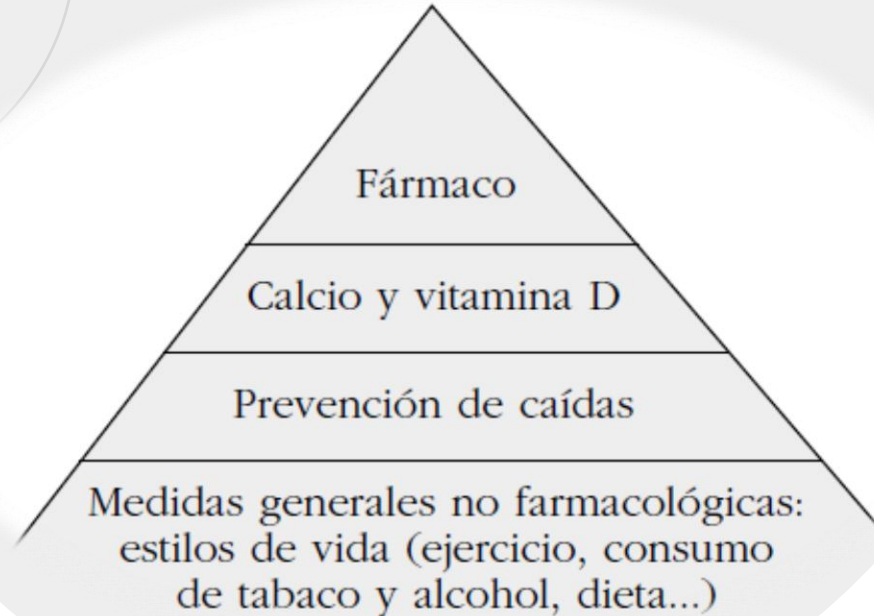 Fármaco
Calcio y vitamina D
Prevención de caídas
Medidas generales no farmacológicas:
estilos de vida (ejercicio, consumo
de tabaco y alcohol, dieta...)